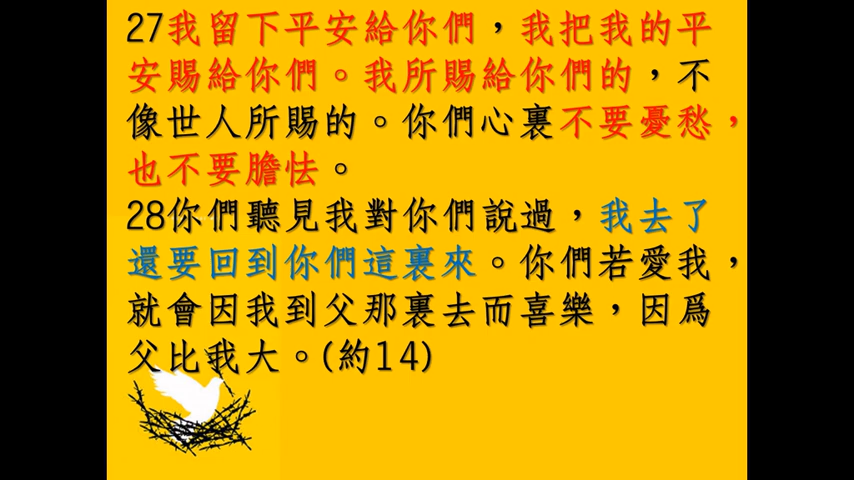 27我留下平安給你們，我把我的平
安賜給你們。我所賜給你們的，不
像世人所賜的。你們心裏不要憂愁，
也不要膽怯。
28你們聽見我對你們說過，我去了
還要回到你們這裏來。你們若愛我，
就會因我到父那裏去而喜樂，因爲
父比我大。(約14)